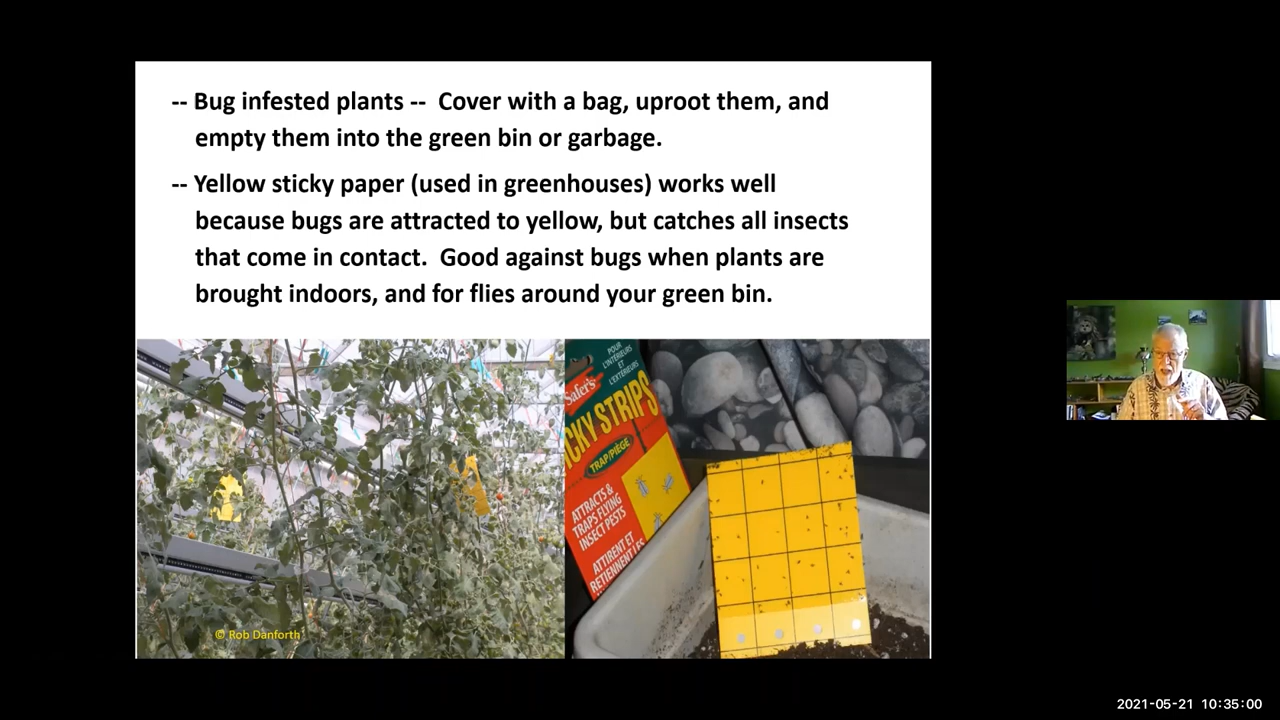 -- Bug infested plants -- Cover with a bag, uproot them, and
empty them into the green bin or garbage.
-- Yellow sticky paper (used in greenhouses) works well
because bugs are attracted to yellow, but catches all insects
that come in contact. Good against bugs when plants are
brought indoors, and for flies around your green bin.
POUR
L'INTÉRIEURS
ET
L'EXTÉRIEURS
Safer's
ICKY STRIPS
TRAP/PIÈGE
ATTRACTS &
TRAPS FLYING
INSECT PESTS
ATTIRENT ET
RETIENNENT LES
© Rob Danforth
2021-05-21 10:35:00